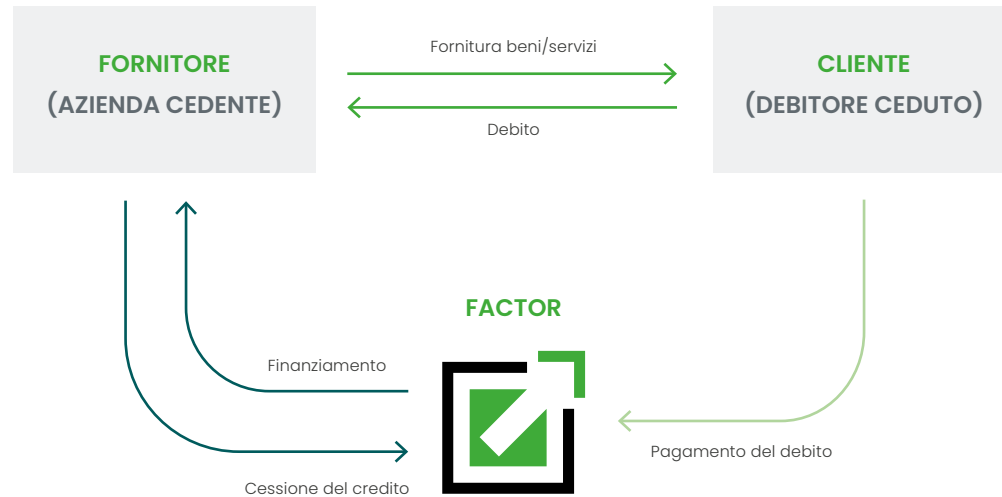 FORNITORE
(AZIENDA CEDENTE)
Fornitura beni/servizi
Debito
CLIENTE
(DEBITORE CEDUTO)
FACTOR
Finanziamento
Cessione del credito
Pagamento del debito